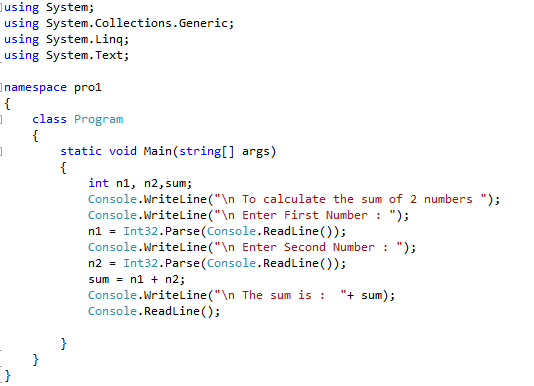 using System;
using System.Collections.Generic;
using System.Linq;
using System.Text;

namespace pro1
{
    class Program
    {
        static void Main(string[] args)
        {
            int n1, n2,sum;
            Console.WriteLine("\n To calculate the sum of 2 numbers ");
            Console.WriteLine("\n Enter First Number : ");
            n1 = Int32.Parse(Console.ReadLine());
            Console.WriteLine("\n Enter Second Number : ");
            n2 = Int32.Parse(Console.ReadLine());
            sum = n1 + n2;
            Console.WriteLine("\n The sum is :  "+ sum);
            Console.ReadLine();

        }
    }
}